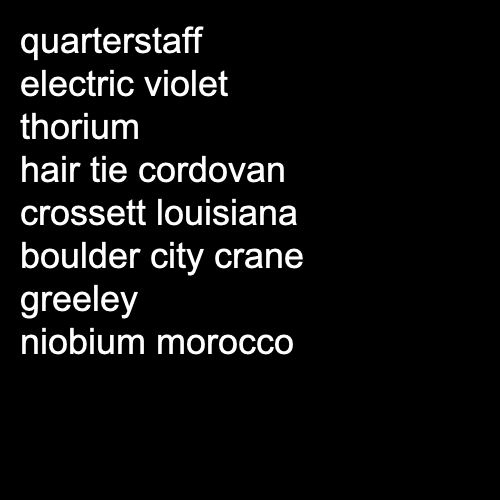 quarterstaff
electric violet
thorium
hair tie cordovan
crossett louisiana
boulder city crane
greeley
niobium morocco